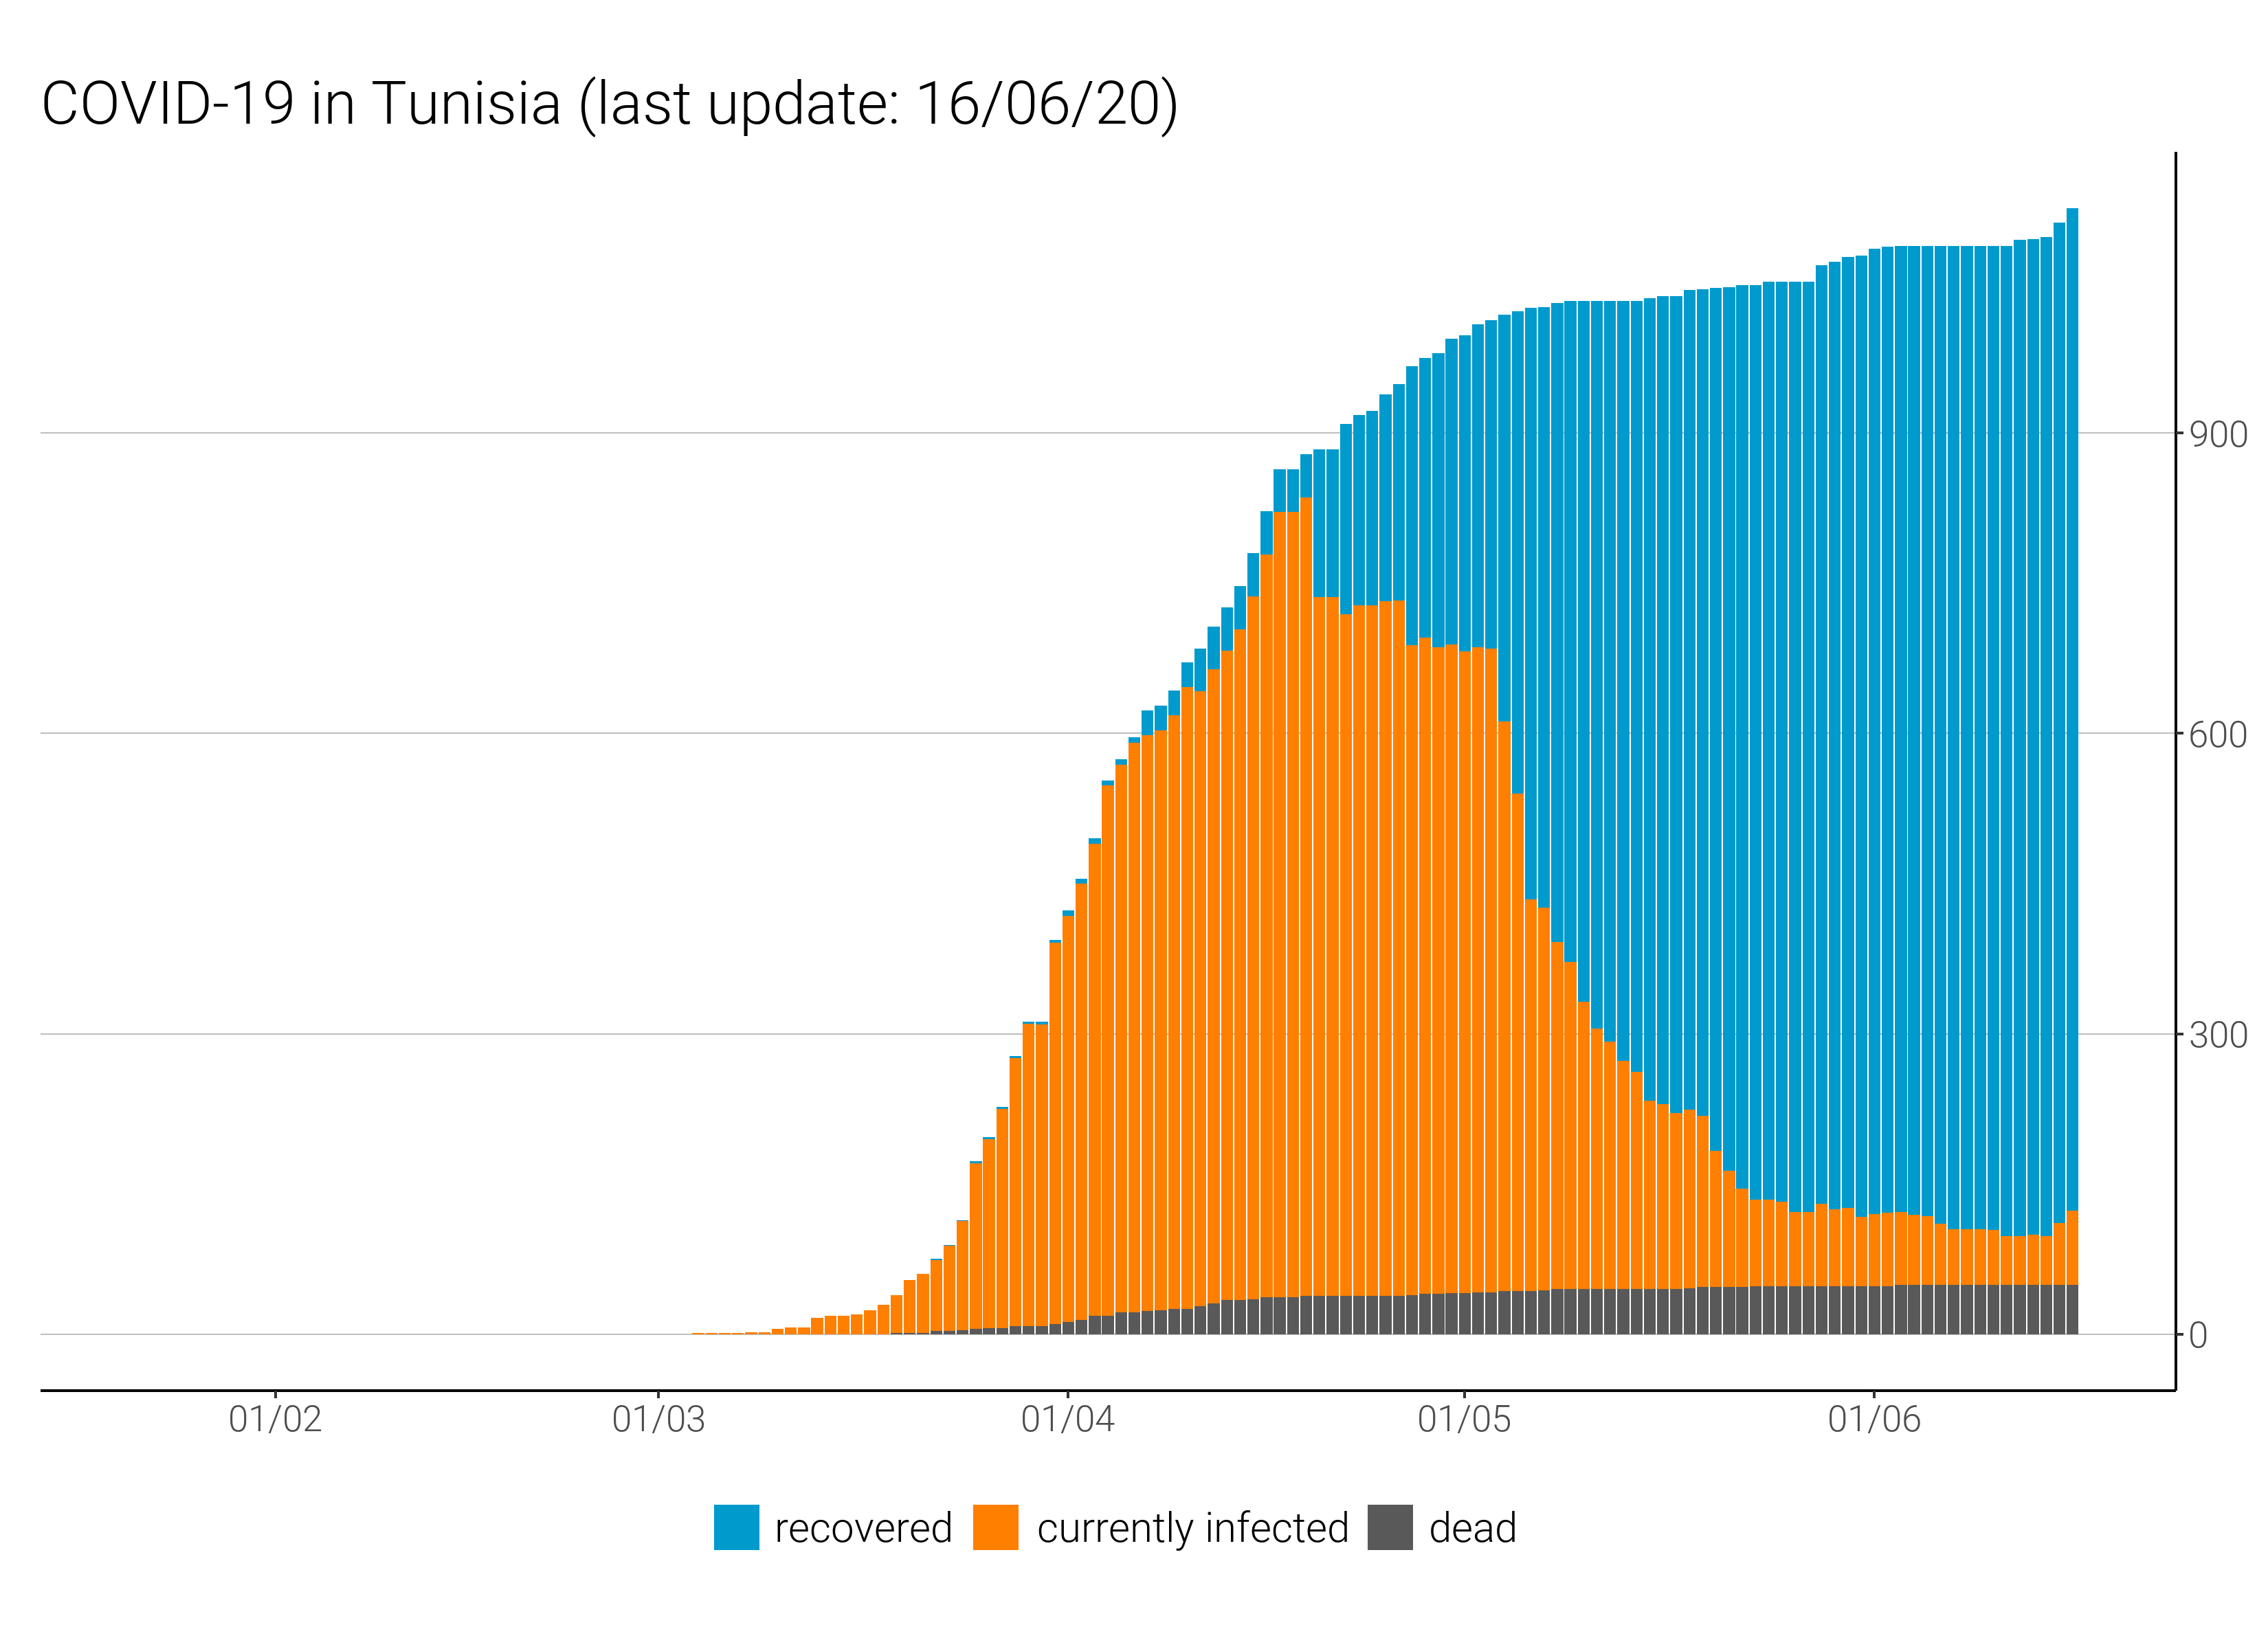 COVID-19 in Tunisia (last update: 16/06/20)
900
600
300
0
01/02 01/03 01/04 01/05 01/06
recovered currently infected dead